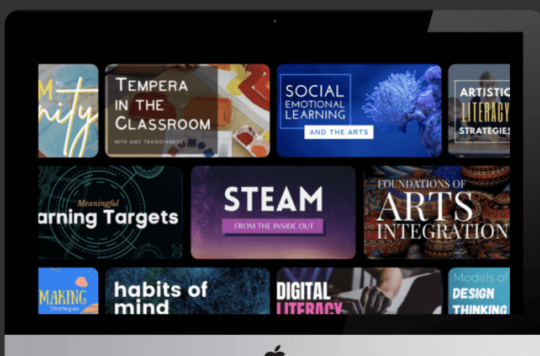 TEMPERA
IN THE
CLASSROOM
WITH AMY TRAGGIANESE
SOCIAL
EMOTIONAL
LEARNING
AND THE ARTS
ARTISTIC
LITERACY
STRATEGIES
Meaningful
arning Targets
STEAM
FROM THE INSIDE OUT
FOUNDATIONS OF
ARTS
INTEGRATION
MAKING
Strategies
habits of
mind
DIGITAL
LITERACY
Models of
DESIGN
THINKING